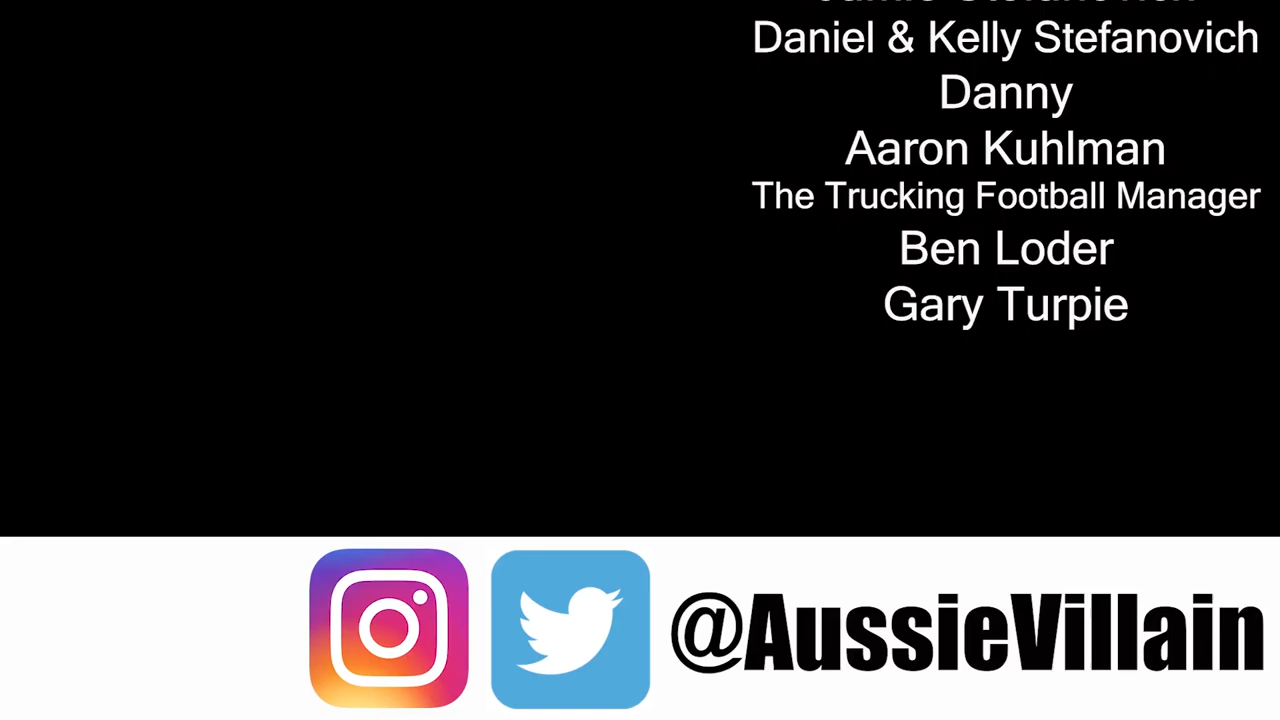 Daniel & Kelly Stefanovich
Danny
Aaron Kuhlman
The Trucking Football Manager
Ben Loder
Gary Turpie
@AussieVillain